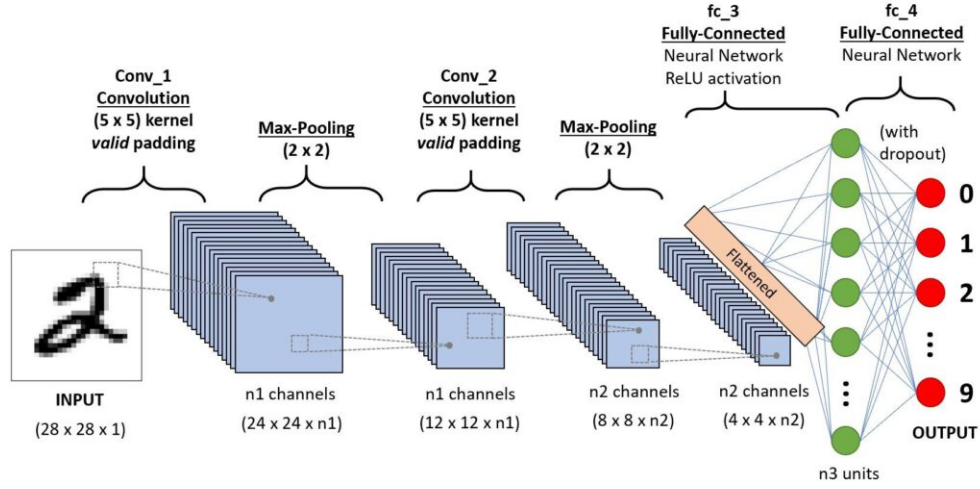 fc_3
Fully-Connected
Neural Network
ReLU activation
fc_4
Fully-Connected
Neural Network
Conv_1
Convolution
(5 x 5) kernel
valid padding
Max-Pooling
(2 x 2)
Conv_2
Convolution
(5 x 5) kernel
valid padding
Max-Pooling
(2 x 2)
(with
dropout)
Flattened
0
1
2
9
INPUT
(28 x 28 x 1)
n1 channels
(24 x 24 x n1)
n1 channels
(12 x 12 x n1)
n2 channels
(8 x 8 x n2)
n2 channels
(4 x 4 x n2)
OUTPUT
n3 units